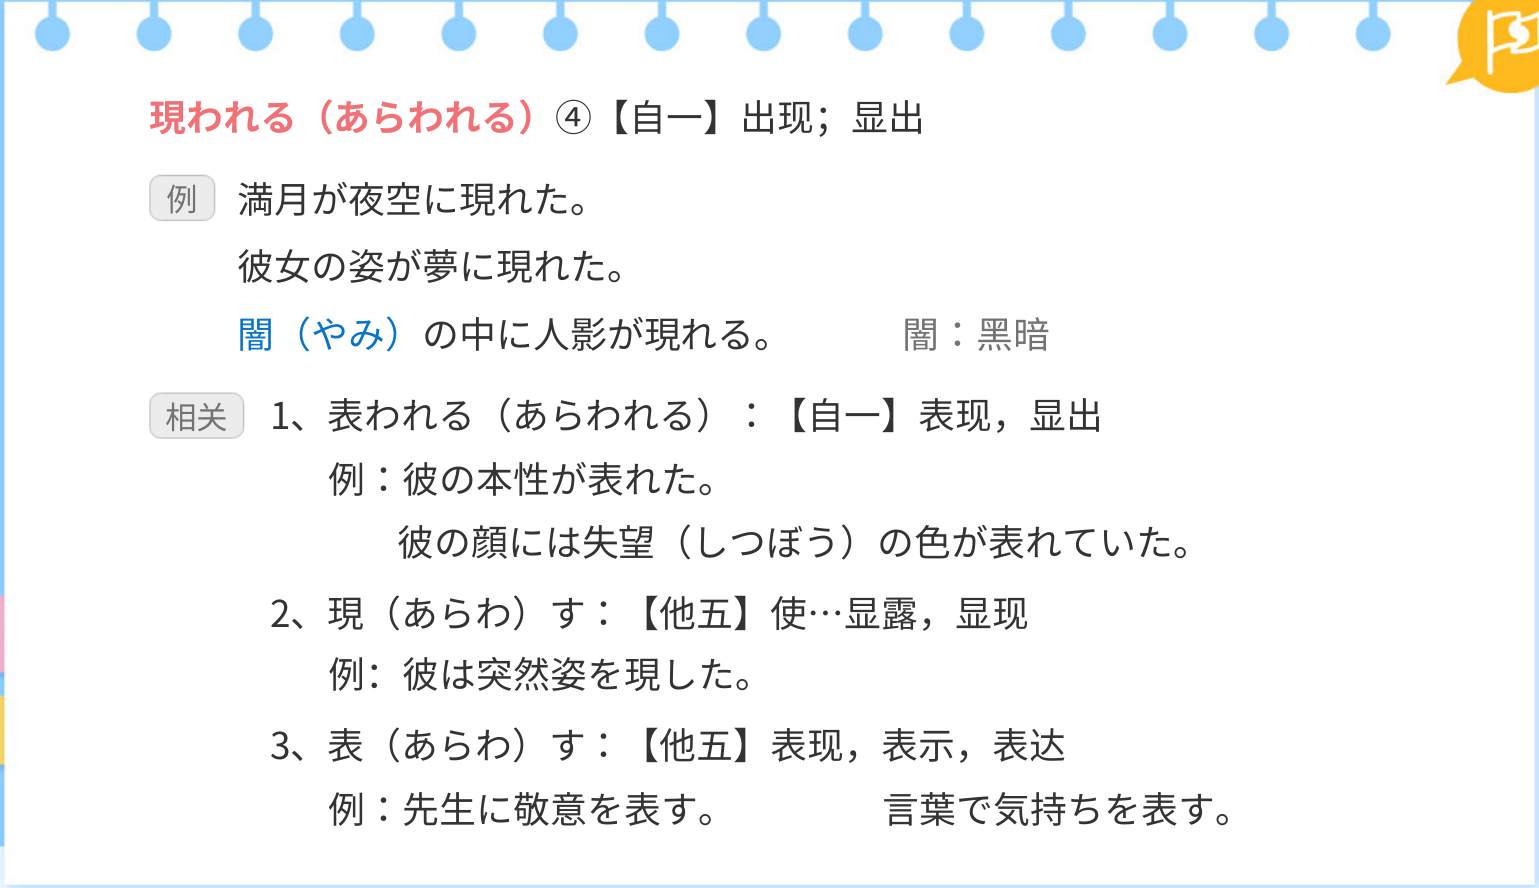 現われる（あらわれる）④【自一】出现；显出
例 満月が夜空に現れた。
彼女の姿が夢に現れた。
闇（やみ）の中に人影が現れる。 闇：黑暗
相关 1、表われる（あらわれる）：【自一】表现，显出
例：彼の本性が表れた。
彼の顔には失望（しつぼう）の色が表れていた。
2、現（あらわ）す：【他五】使…显露，显现
例：彼は突然姿を現した。
3、表（あらわ）す：【他五】表现，表示，表达
例：先生に敬意を表す。 言葉で気持ちを表す。